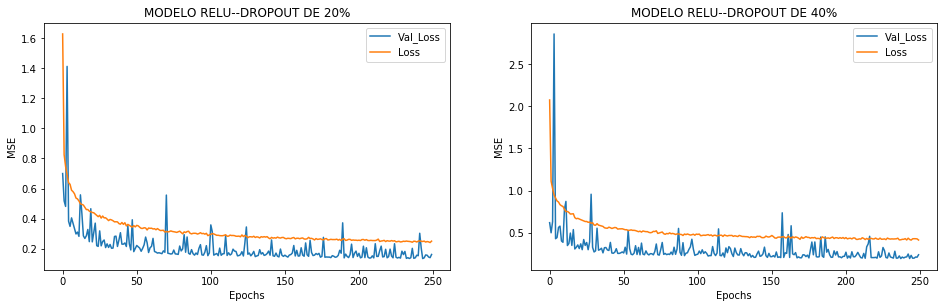 MODELO RELU--DROPOUT DE 20%
Val_Loss
Loss
MSE
1.6
1.4
1.2
1.0
0.8
0.6
0.4
0.2
0
50
100
150
200
250
Epochs
MODELO RELU--DROPOUT DE 40%
Val_Loss
Loss
MSE
2.5
2.0
1.5
1.0
0.5
0
50
100
150
200
250
Epochs